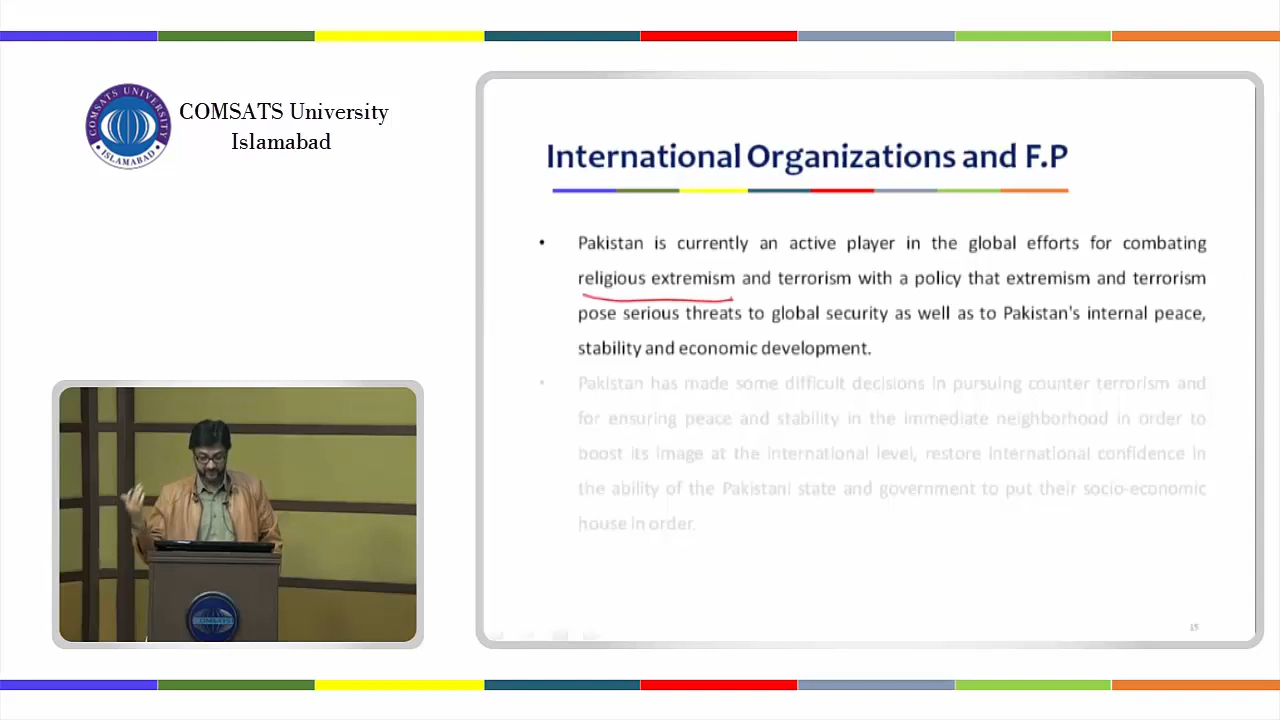 COMSATS UNIVERSITY
ISLAMABAD
COMSATS University
Islamabad
International Organizations and F.P
• Pakistan is currently an active player in the global efforts for combating
religious extremism and terrorism with a policy that extremism and terrorism
pose serious threats to global security as well as to Pakistan's internal peace,
stability and economic development.
• Pakistan has made some difficult decisions in pursuing counter terrorism and
for ensuring peace and stability in the immediate neighborhood in order to
boost its image at the international level, restore international confidence in
the ability of the Pakistani state and government to put their socio-economic
house in order.
15
COMSATS